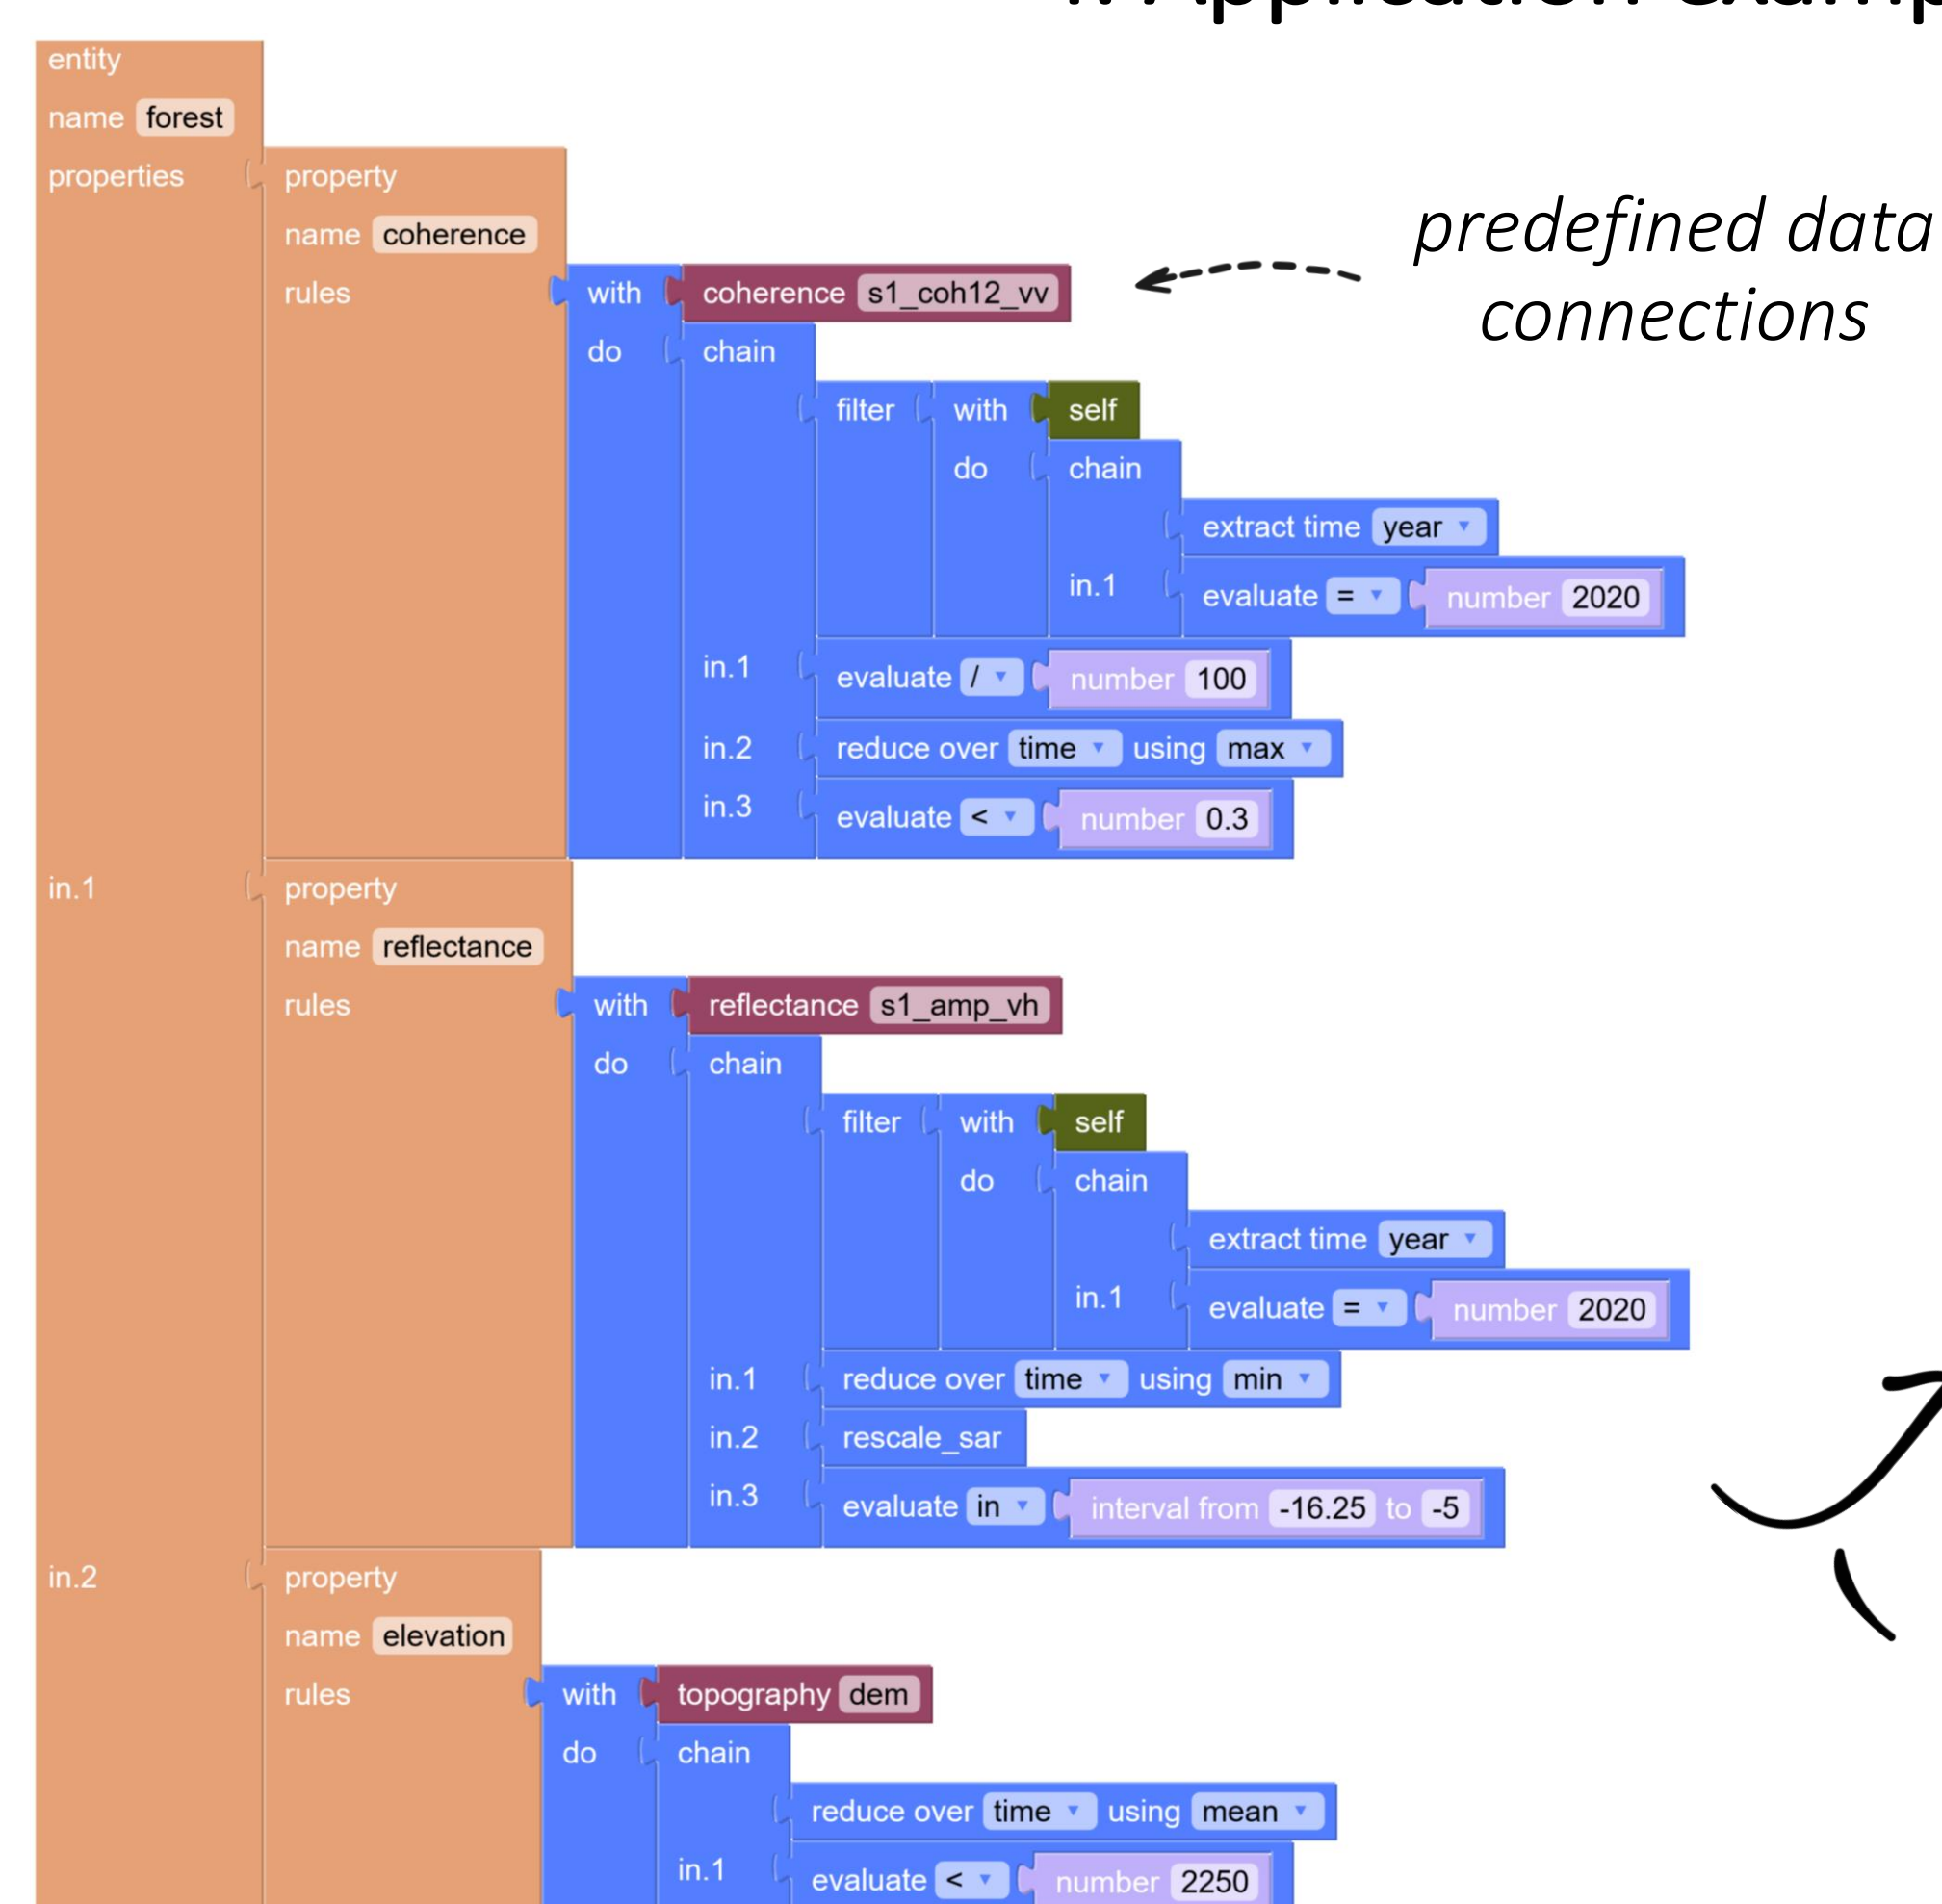 entity
name forest
properties property
name coherence
rules with coherence s1_coh12_vv
predefined data
connections
do chain
filter with self
do chain
extract time year
in.1 evaluate = number 2020
in.1 evaluate / number 100
in.2 reduce over time using max
in.3 evaluate < number 0.3
in.1 property
name reflectance
rules with reflectance s1_amp_vh
do chain
filter with self
do chain
extract time year
in.1 evaluate = number 2020
in.1 reduce over time using min
in.2 rescale_sar
in.3 evaluate in interval from -16.25 to -5
in.2 property
name elevation
rules with topography dem
do chain
reduce over time using mean
in.1 evaluate < number 2250